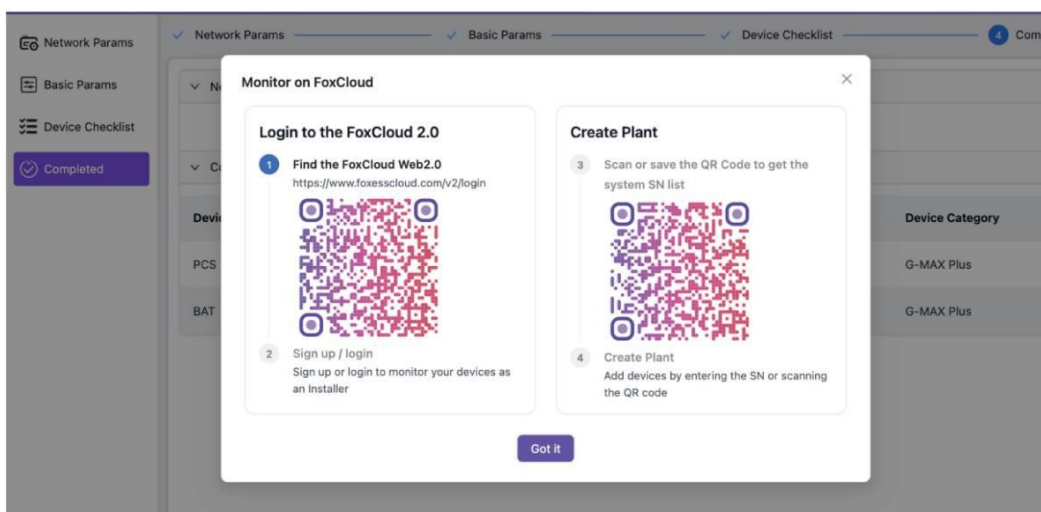 Network Params
Basic Params
Device Checklist
Completed
Network Params
Basic Params
Device Checklist
4
Monitor on FoxCloud
Login to the FoxCloud 2.0
1
Find the FoxCloud Web2.0
https://www.foxesscloud.com/v2/login
2
Sign up / login
Sign up or login to monitor your devices as
an Installer
Create Plant
3
Scan or save the QR Code to get the
system SN list
4
Create Plant
Add devices by entering the SN or scanning
the QR code
Got it
Device Category
PCS
G-MAX Plus
BAT
G-MAX Plus